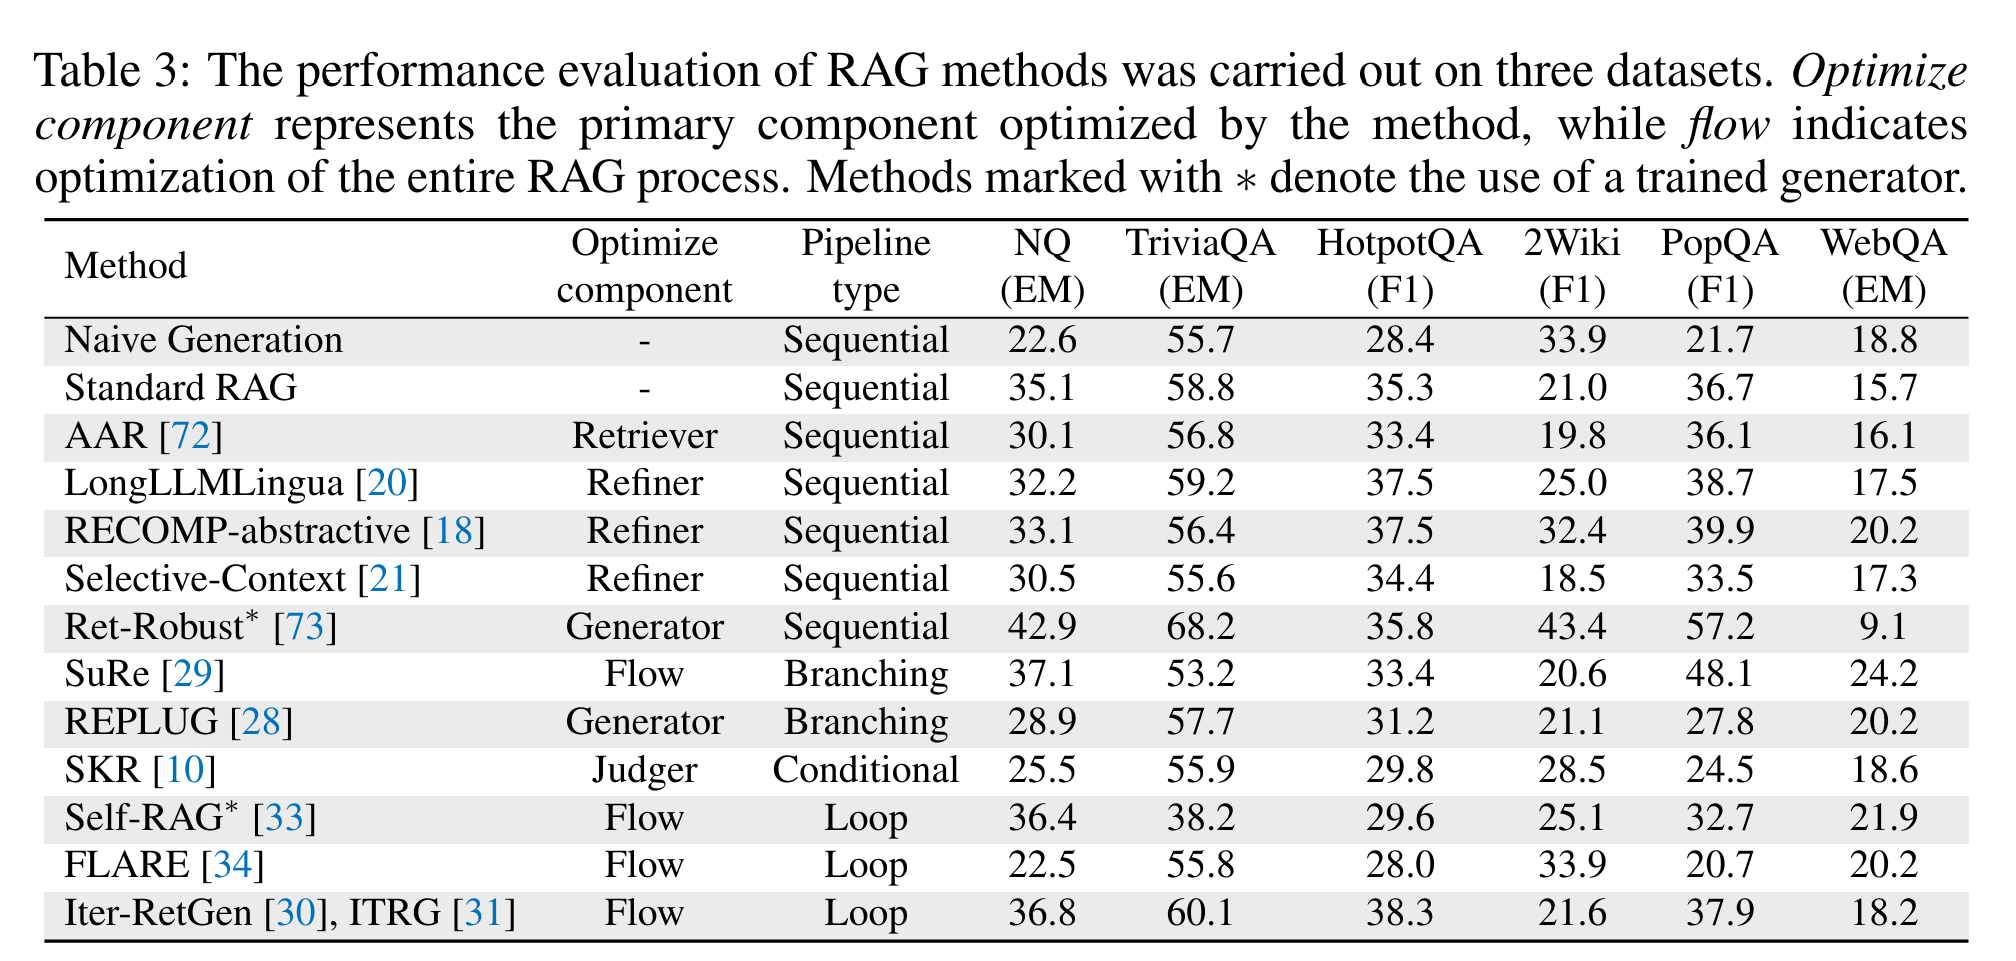 Table 3: The performance evaluation of RAG methods was carried out on three datasets. Optimize
component represents the primary component optimized by the method, while flow indicates
optimization of the entire RAG process. Methods marked with ∗ denote the use of a trained generator.
Method Optimize component Pipeline type NQ (EM) TriviaQA (EM) HotpotQA (F1) 2Wiki (F1) PopQA (F1) WebQA (EM)
Naive Generation - Sequential 22.6 55.7 28.4 33.9 21.7 18.8
Standard RAG - Sequential 35.1 58.8 35.3 21.0 36.7 15.7
AAR [72] Retriever Sequential 30.1 56.8 33.4 19.8 36.1 16.1
LongLLMLingua [20] Refiner Sequential 32.2 59.2 37.5 25.0 38.7 17.5
RECOMP-abstractive [18] Refiner Sequential 33.1 56.4 37.5 32.4 39.9 20.2
Selective-Context [21] Refiner Sequential 30.5 55.6 34.4 18.5 33.5 17.3
Ret-Robust* [73] Generator Sequential 42.9 68.2 35.8 43.4 57.2 9.1
SuRe [29] Flow Branching 37.1 53.2 33.4 20.6 48.1 24.2
REPLUG [28] Generator Branching 28.9 57.7 31.2 21.1 27.8 20.2
SKR [10] Judger Conditional 25.5 55.9 29.8 28.5 24.5 18.6
Self-RAG* [33] Flow Loop 36.4 38.2 29.6 25.1 32.7 21.9
FLARE [34] Flow Loop 22.5 55.8 28.0 33.9 20.7 20.2
Iter-RetGen [30], ITRG [31] Flow Loop 36.8 60.1 38.3 21.6 37.9 18.2